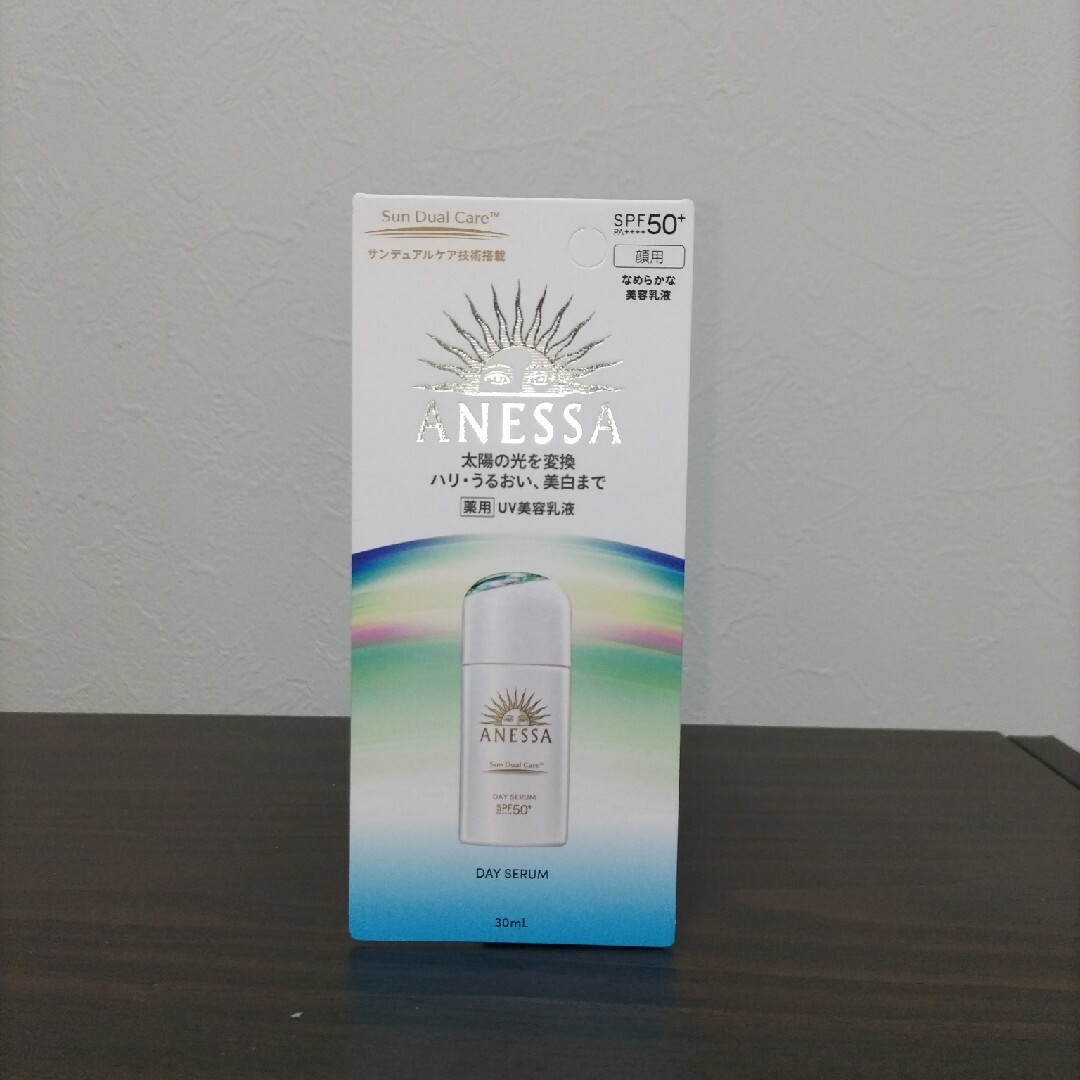 Sun Dual Care™
サンデュアルケア技術搭載
SPF50+
PA++++
顔用
なめらかな
美容乳液
ANESSA
太陽の光を変換
ハリ・うるおい、美白まで
薬用 UV美容乳液
ANESSA
Sun Dual Care™
DAY SERUM
SPF50+
DAY SERUM
30mL